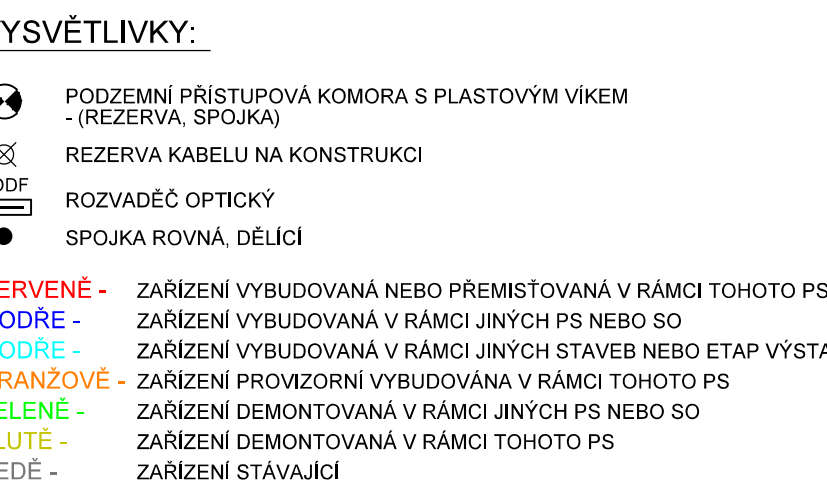 YSVĚTLIVKY:
PODZEMNÍ PŘÍSTUPOVÁ KOMORA S PLASTOVÝM VÍKEM
- (REZERVA, SPOJKA)
REZERVA KABELU NA KONSTRUKCI
ODF
ROZVADĚČ OPTICKÝ
SPOJKA ROVNÁ, DĚLÍCÍ
ERVENĚ - ZAŘÍZENÍ VYBUDOVANÁ NEBO PŘEMISŤOVANÁ V RÁMCI TOHOTO PS
ODŘE - ZAŘÍZENÍ VYBUDOVANÁ V RÁMCI JINÝCH PS NEBO SO
ODŘE - ZAŘÍZENÍ VYBUDOVANÁ V RÁMCI JINÝCH STAVEB NEBO ETAP VÝSTA
RANŽOVĚ - ZAŘÍZENÍ PROVIZORNÍ VYBUDOVÁNA V RÁMCI TOHOTO PS
ELENĚ - ZAŘÍZENÍ DEMONTOVANÁ V RÁMCI JINÝCH PS NEBO SO
LUTĚ - ZAŘÍZENÍ DEMONTOVANÁ V RÁMCI TOHOTO PS
EDĚ - ZAŘÍZENÍ STÁVAJÍCÍ